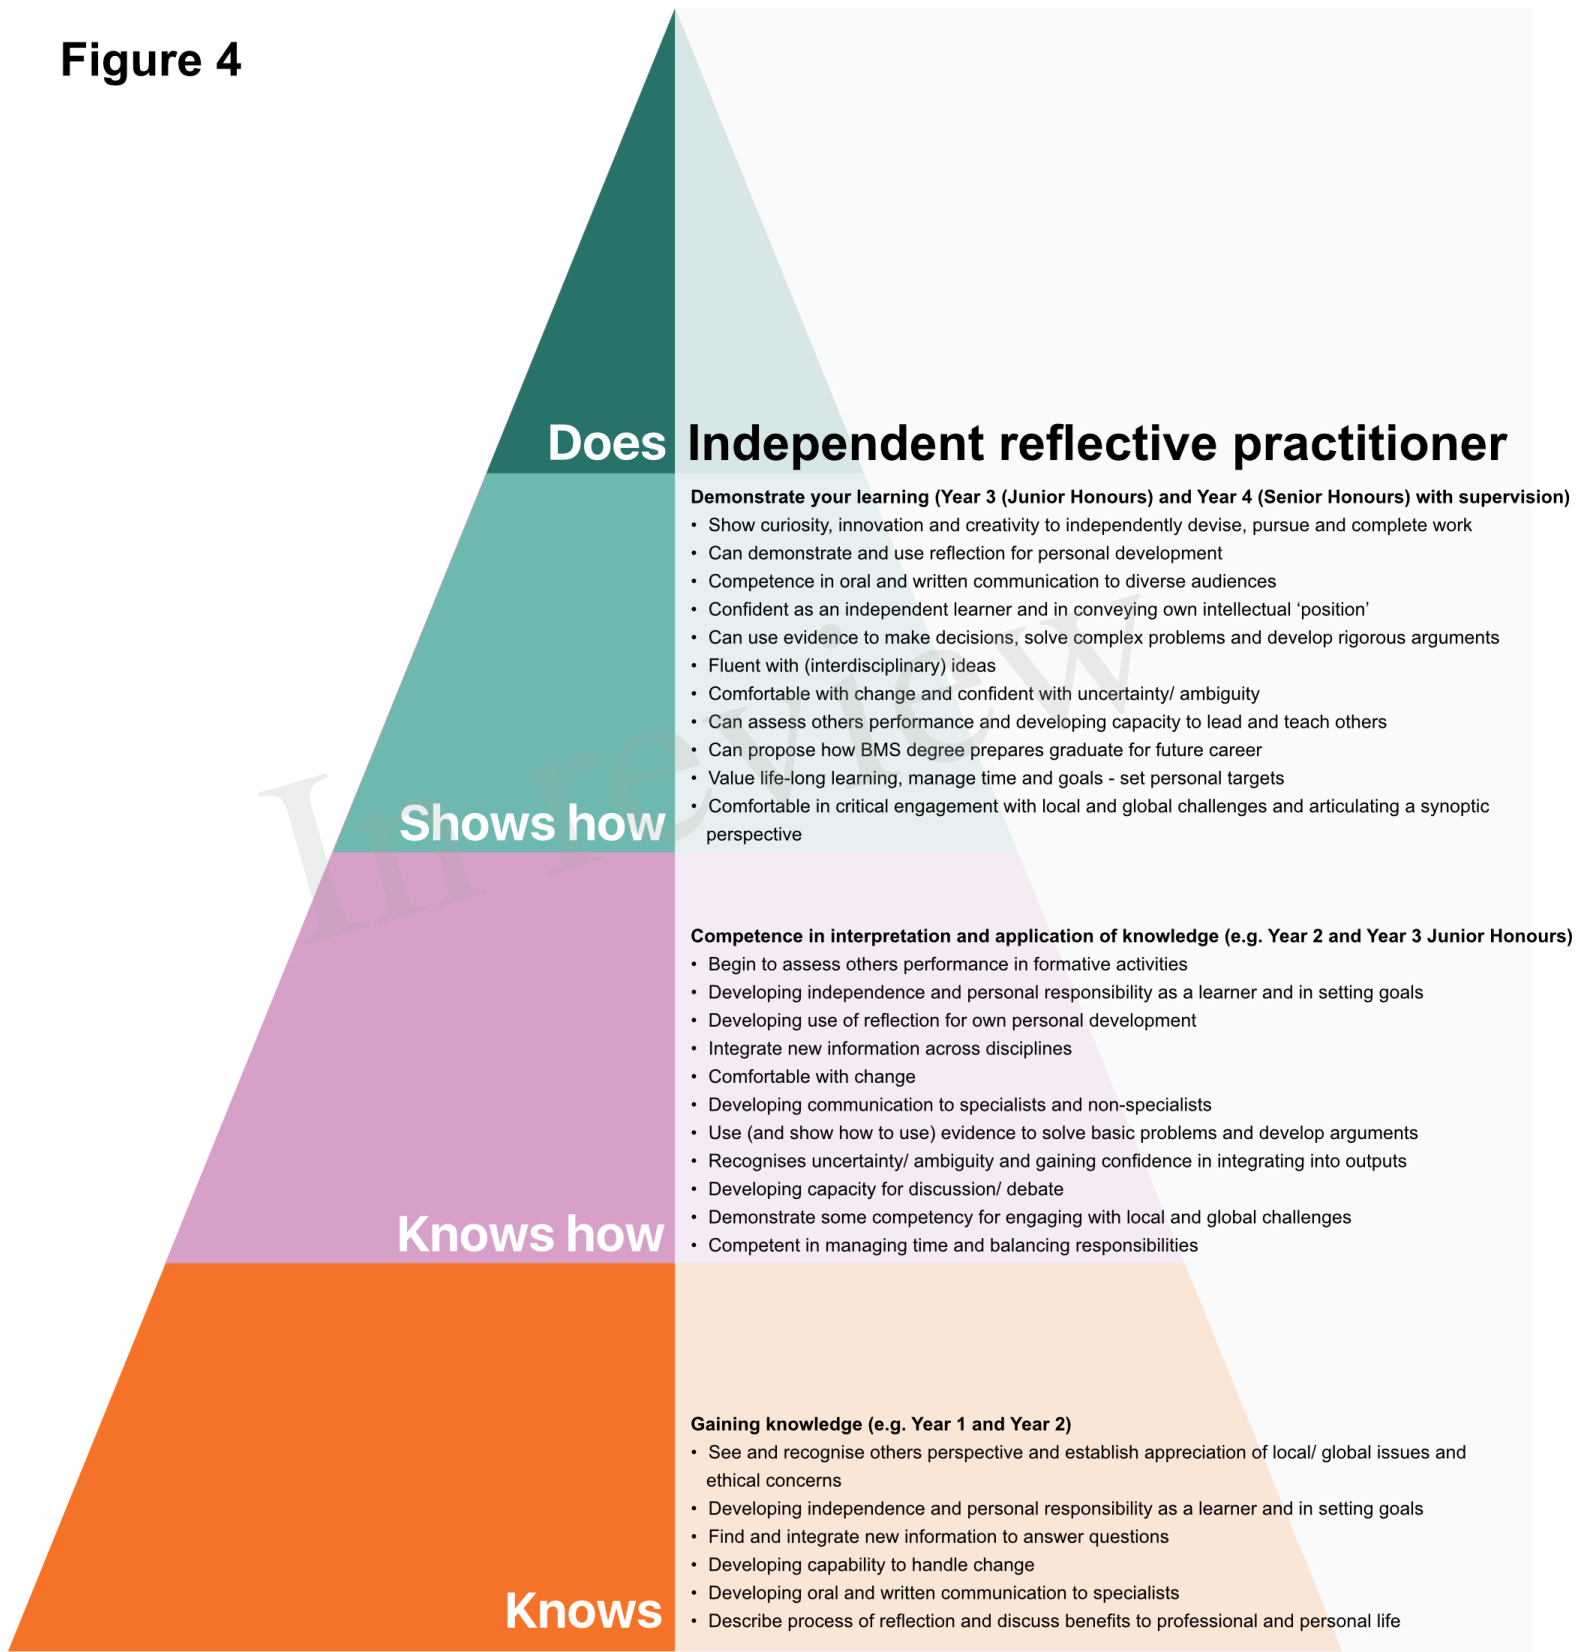 Figure 4
Does
Independent reflective practitioner
Demonstrate your learning (Year 3 (Junior Honours) and Year 4 (Senior Honours) with supervision)
• Show curiosity, innovation and creativity to independently devise, pursue and complete work
• Can demonstrate and use reflection for personal development
• Competence in oral and written communication to diverse audiences
• Confident as an independent learner and in conveying own intellectual ‘position’
• Can use evidence to make decisions, solve complex problems and develop rigorous arguments
• Fluent with (interdisciplinary) ideas
• Comfortable with change and confident with uncertainty/ ambiguity
• Can assess others performance and developing capacity to lead and teach others
• Can propose how BMS degree prepares graduate for future career
• Value life-long learning, manage time and goals - set personal targets
• Comfortable in critical engagement with local and global challenges and articulating a synoptic
perspective
Shows how
In review
Competence in interpretation and application of knowledge (e.g. Year 2 and Year 3 Junior Honours)
• Begin to assess others performance in formative activities
• Developing independence and personal responsibility as a learner and in setting goals
• Developing use of reflection for own personal development
• Integrate new information across disciplines
• Comfortable with change
• Developing communication to specialists and non-specialists
• Use (and show how to use) evidence to solve basic problems and develop arguments
• Recognises uncertainty/ ambiguity and gaining confidence in integrating into outputs
• Developing capacity for discussion/ debate
• Demonstrate some competency for engaging with local and global challenges
• Competent in managing time and balancing responsibilities
Knows how
Gaining knowledge (e.g. Year 1 and Year 2)
• See and recognise others perspective and establish appreciation of local/ global issues and
ethical concerns
• Developing independence and personal responsibility as a learner and in setting goals
• Find and integrate new information to answer questions
• Developing capability to handle change
• Developing oral and written communication to specialists
• Describe process of reflection and discuss benefits to professional and personal life
Knows